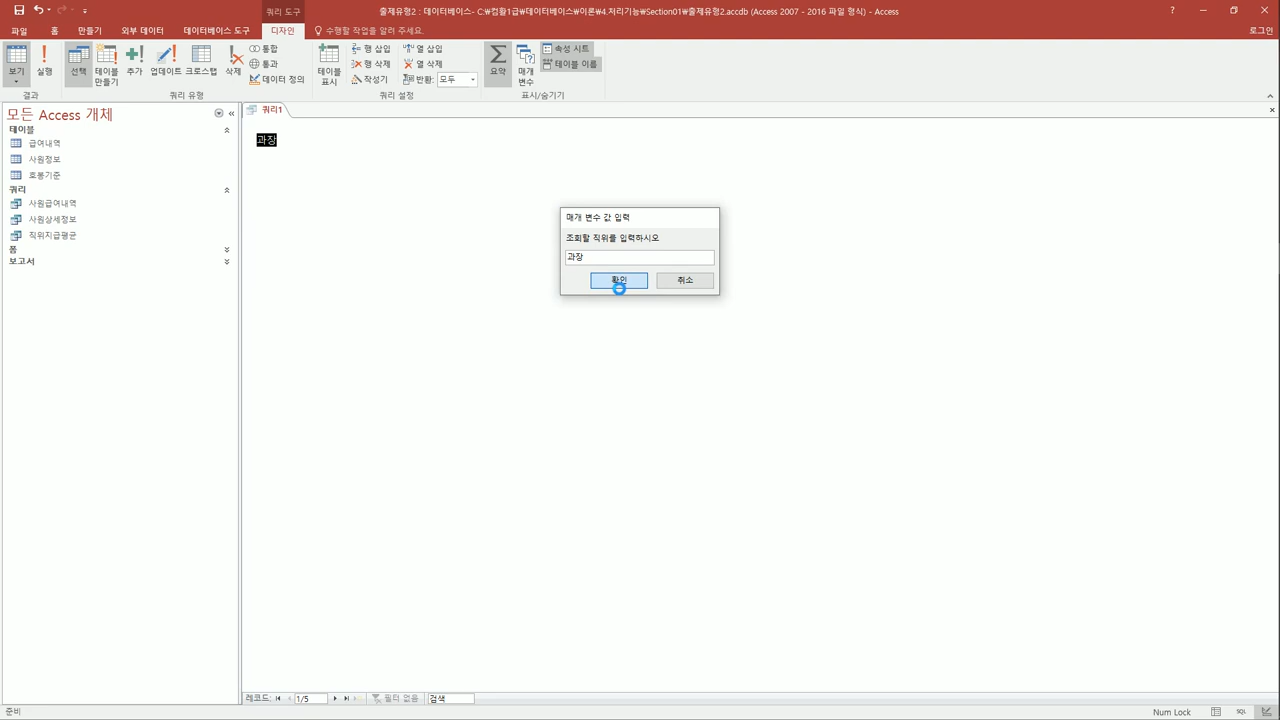 쿼리 도구
출제유형2 : 데이터베이스- C:₩컴활1급₩데이터베이스₩이론₩4.처리기능₩Section01₩출제유형2.accdb (Access 2007 - 2016 파일 형식) - Access
?
파일 홈 만들기 외부 데이터 데이터베이스 도구 디자인 수행할 작업을 알려 주세요.
로그인
보기
실행
결과
선택
테이블
만들기
추가
업데이트
크로스탭
삭제
통합
통과
데이터 정의
쿼리 유형
테이블
표시
행 삽입
행 삭제
작성기
열 삽입
열 삭제
반환: 모두
쿼리 설정
요약
매개
변수
속성 시트
테이블 이름
표시/숨기기
모든 Access 개체
테이블
급여내역
사원정보
호봉기준
쿼리
사원급여내역
사원상세정보
직위지급평균
폼
보고서
쿼리1
과장
매개 변수 값 입력
조회할 직위를 입력하시오
과장
확인 취소
레코드: 1/5 필터 없음 검색
준비
Num Lock
SQL